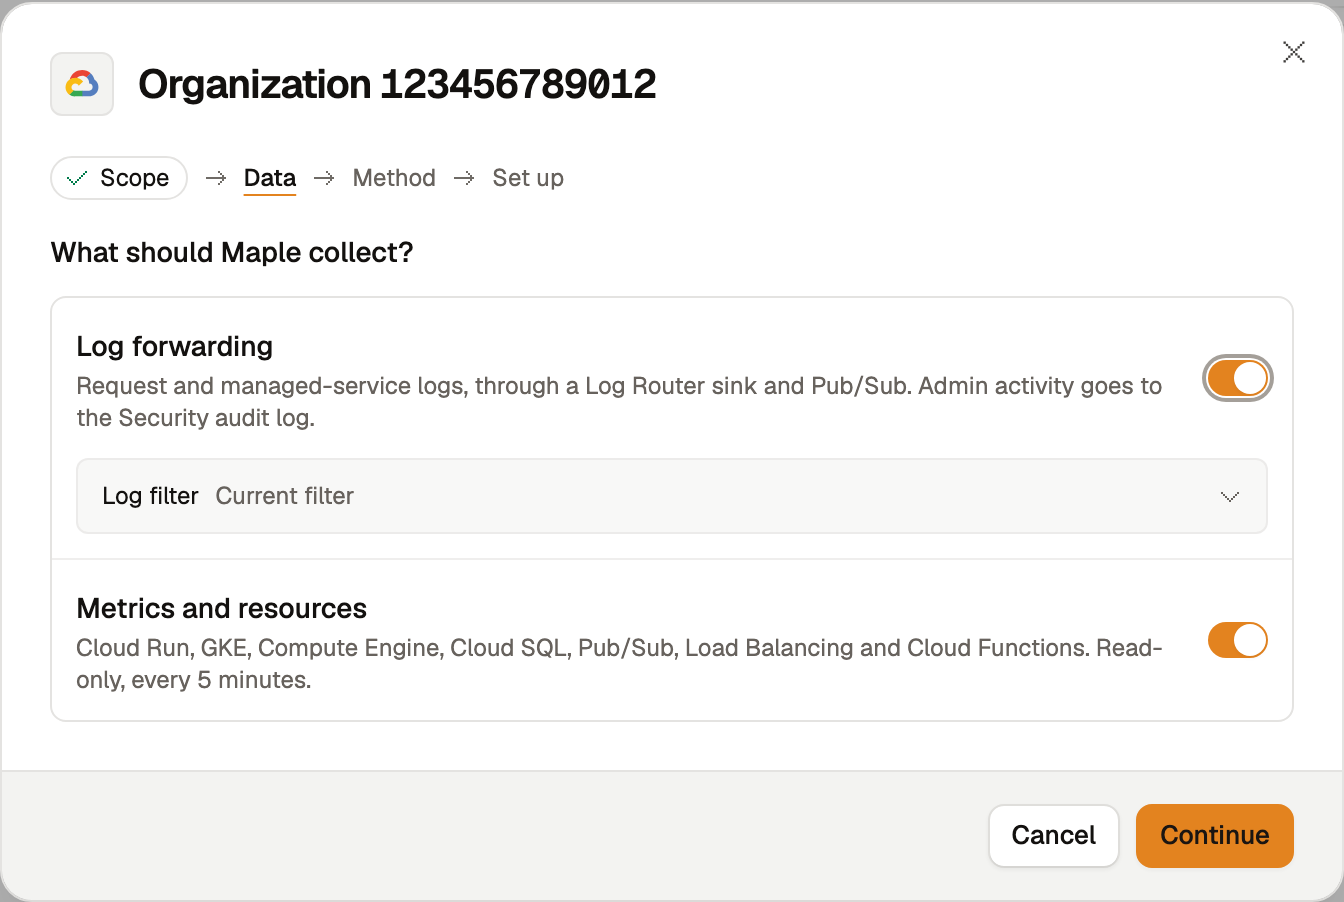 Organization 123456789012
Scope → Data → Method → Set up
What should Maple collect?
Log forwarding
Request and managed-service logs, through a Log Router sink and Pub/Sub. Admin activity goes to
the Security audit log.
Log filter Current filter
Metrics and resources
Cloud Run, GKE, Compute Engine, Cloud SQL, Pub/Sub, Load Balancing and Cloud Functions. Read-
only, every 5 minutes.
Cancel Continue